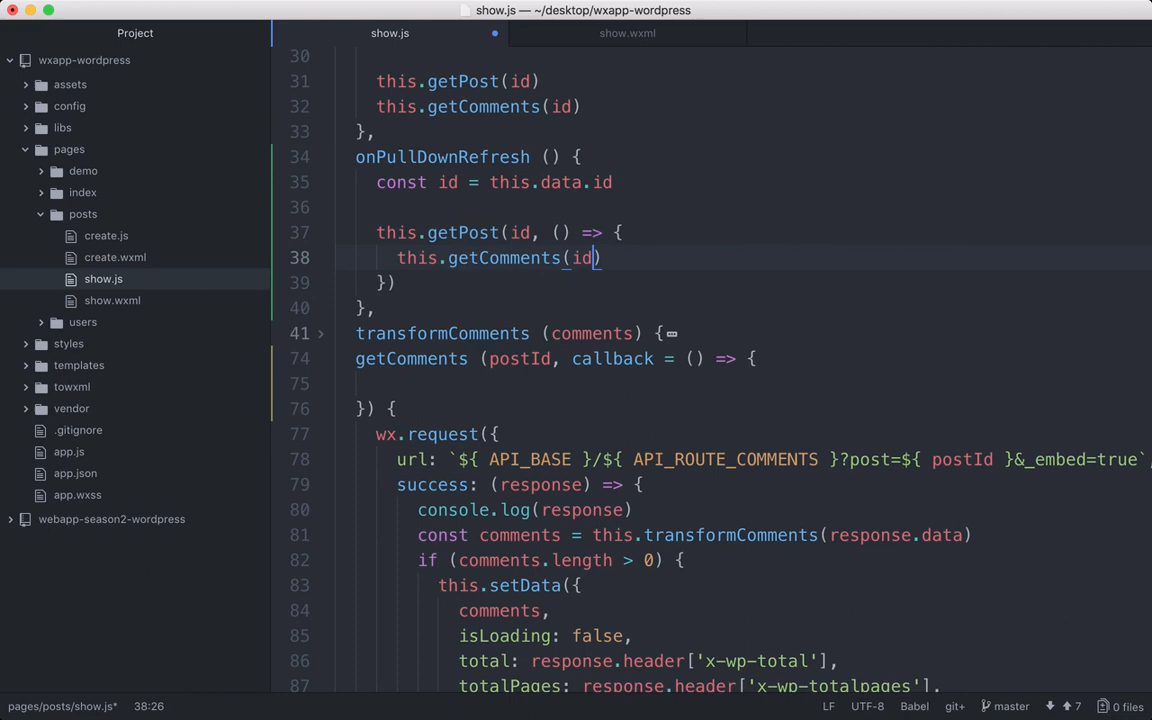 show.js — ~/desktop/wxapp-wordpress
Project
show.js
show.wxml
wxapp-wordpress
assets
config
libs
pages
demo
index
posts
create.js
create.wxml
show.js
show.wxml
users
styles
templates
towxml
vendor
.gitignore
app.js
app.json
app.wxss
webapp-season2-wordpress
30
31 this.getPost(id)
32 this.getComments(id)
33 },
34 onPullDownRefresh () {
35 const id = this.data.id
36
37 this.getPost(id, () => {
38 this.getComments(id)
39 })
40 },
41 transformComments (comments) {
74 getComments (postId, callback = () => {
75
76 }) {
77 wx.request({
78 url: `${ API_BASE }/${ API_ROUTE_COMMENTS }?post=${ postId }&_embed=true`,
79 success: (response) => {
80 console.log(response)
81 const comments = this.transformComments(response.data)
82 if (comments.length > 0) {
83 this.setData({
84 comments,
85 isLoading: false,
86 total: response.header['x-wp-total'],
87 totalPages: response.header['x-wp-totalpages'],
pages/posts/show.js* 38:26 LF UTF-8 Babel git+ master 7 0 files